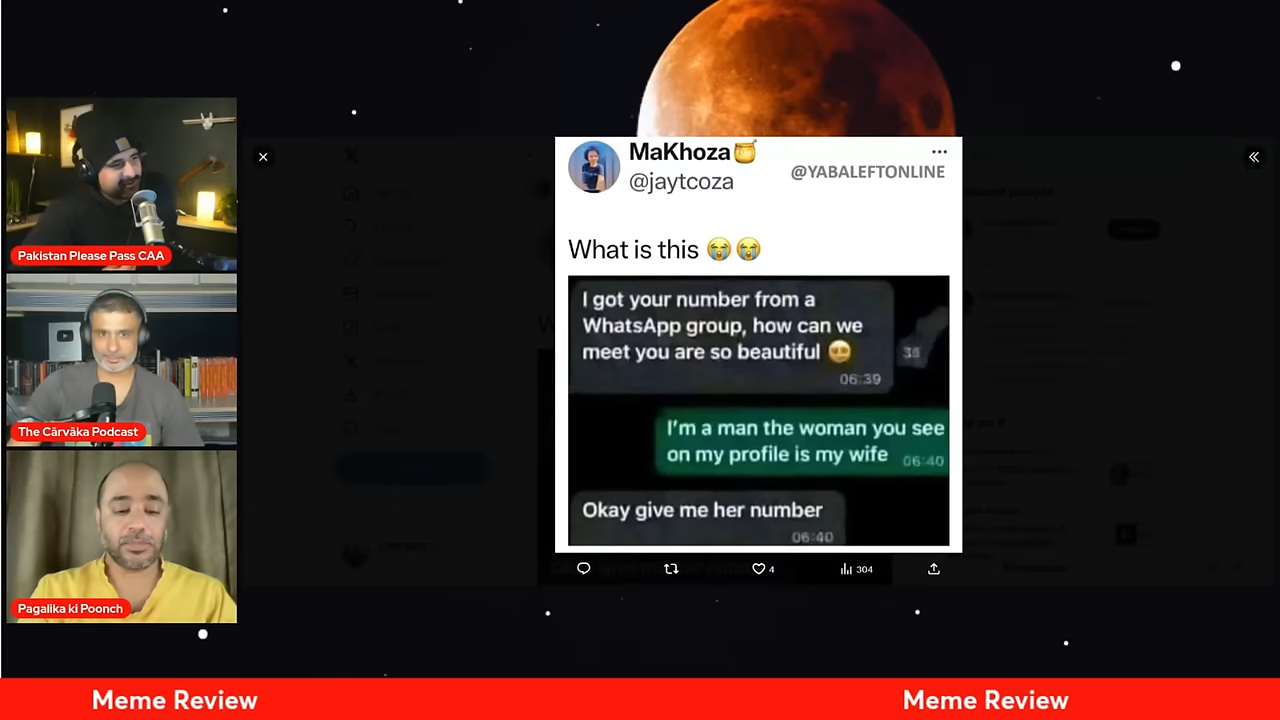 Pakistan Please Pass CAA
The Cārvāka Podcast
Pagalika ki Poonch
MaKhoza🍯
@jaytcoza
@YABALEFTONLINE
What is this 😭😭
I got your number from a
WhatsApp group, how can we
meet you are so beautiful 😍
06:39
38
I'm a man the woman you see
on my profile is my wife
06:40
Okay give me her number
06:40
4
304
Meme Review
Meme Review